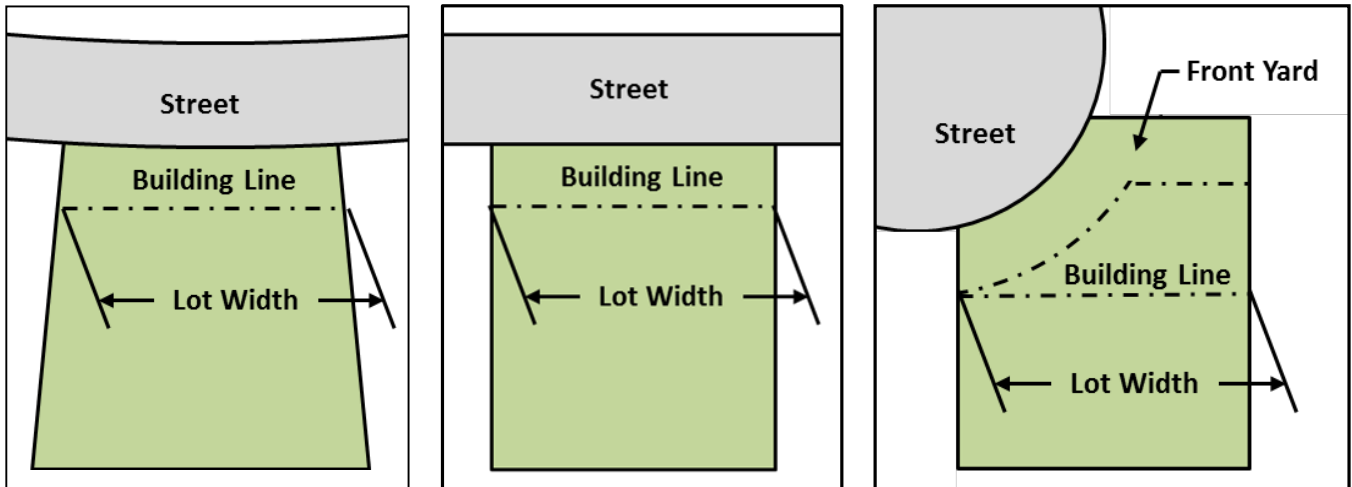 Street
Building Line
Lot Width
Street
Building Line
Lot Width
Front Yard
Street
Building Line
Lot Width